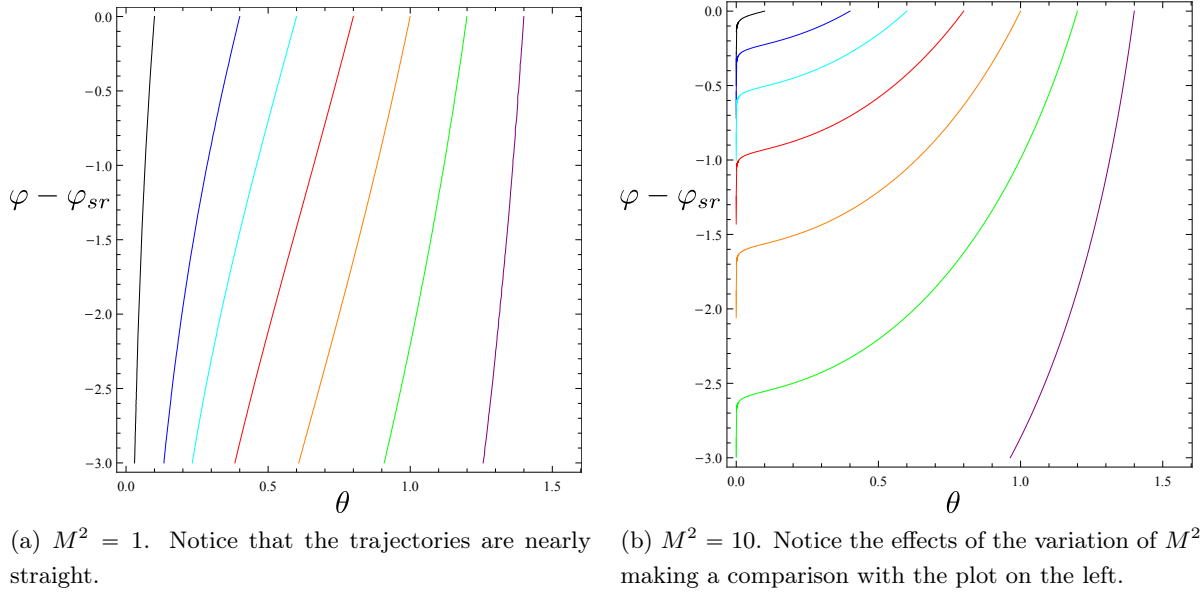 0.0
−0.5
−1.0
φ − φsr
−1.5
−2.0
−2.5
−3.0
0.0 0.5 1.0 1.5
θ
0.0
−0.5
−1.0
φ − φsr
−1.5
−2.0
−2.5
−3.0
0.0 0.5 1.0 1.5
θ
(a) M² = 1. Notice that the trajectories are nearly
straight.
(b) M² = 10. Notice the effects of the variation of M²
making a comparison with the plot on the left.